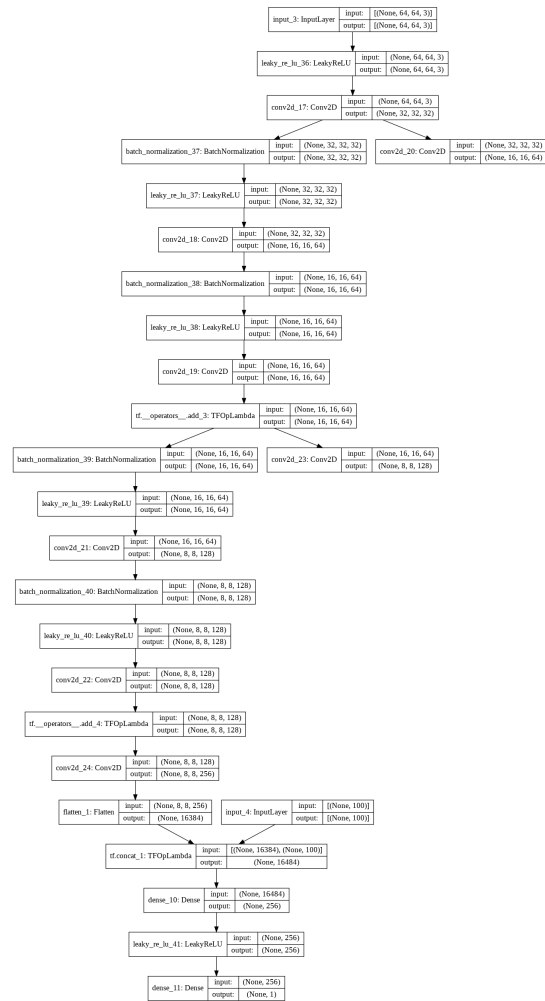 input_3: InputLayer input: [(None, 64, 64, 3)]
output: [(None, 64, 64, 3)]
leaky_re_lu_36: LeakyReLU input: (None, 64, 64, 3)
output: (None, 64, 64, 3)
conv2d_17: Conv2D input: (None, 64, 64, 3)
output: (None, 32, 32, 32)
batch_normalization_37: BatchNormalization input: (None, 32, 32, 32)
output: (None, 32, 32, 32)
conv2d_20: Conv2D input: (None, 32, 32, 32)
output: (None, 16, 16, 64)
leaky_re_lu_37: LeakyReLU input: (None, 32, 32, 32)
output: (None, 32, 32, 32)
conv2d_18: Conv2D input: (None, 32, 32, 32)
output: (None, 16, 16, 64)
batch_normalization_38: BatchNormalization input: (None, 16, 16, 64)
output: (None, 16, 16, 64)
leaky_re_lu_38: LeakyReLU input: (None, 16, 16, 64)
output: (None, 16, 16, 64)
conv2d_19: Conv2D input: (None, 16, 16, 64)
output: (None, 16, 16, 64)
tf.__operators__.add_3: TFOpLambda input: (None, 16, 16, 64)
output: (None, 16, 16, 64)
batch_normalization_39: BatchNormalization input: (None, 16, 16, 64)
output: (None, 16, 16, 64)
conv2d_23: Conv2D input: (None, 16, 16, 64)
output: (None, 8, 8, 128)
leaky_re_lu_39: LeakyReLU input: (None, 16, 16, 64)
output: (None, 16, 16, 64)
conv2d_21: Conv2D input: (None, 16, 16, 64)
output: (None, 8, 8, 128)
batch_normalization_40: BatchNormalization input: (None, 8, 8, 128)
output: (None, 8, 8, 128)
leaky_re_lu_40: LeakyReLU input: (None, 8, 8, 128)
output: (None, 8, 8, 128)
conv2d_22: Conv2D input: (None, 8, 8, 128)
output: (None, 8, 8, 128)
tf.__operators__.add_4: TFOpLambda input: (None, 8, 8, 128)
output: (None, 8, 8, 128)
conv2d_24: Conv2D input: (None, 8, 8, 128)
output: (None, 8, 8, 256)
flatten_1: Flatten input: (None, 8, 8, 256)
output: (None, 16384)
input_4: InputLayer input: [(None, 100)]
output: [(None, 100)]
tf.concat_1: TFOpLambda input: [(None, 16384), (None, 100)]
output: (None, 16484)
dense_10: Dense input: (None, 16484)
output: (None, 256)
leaky_re_lu_41: LeakyReLU input: (None, 256)
output: (None, 256)
dense_11: Dense input: (None, 256)
output: (None, 1)